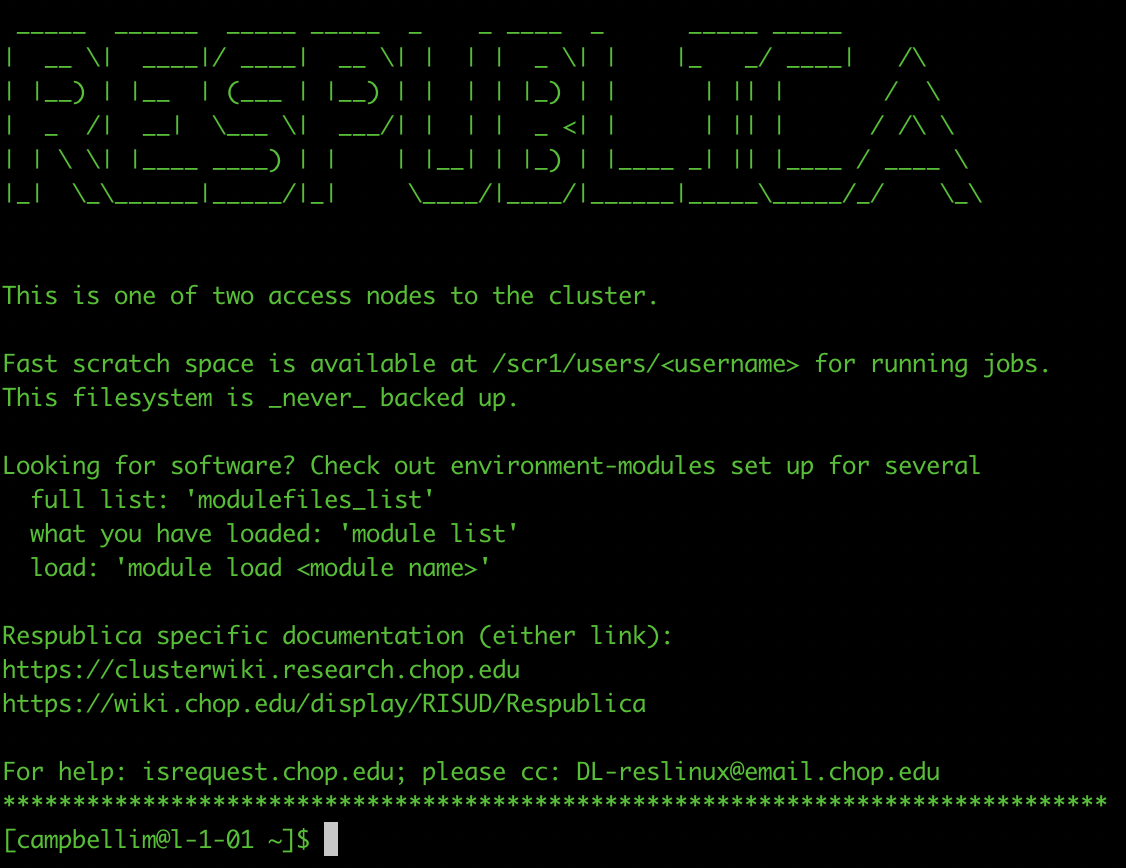 RESPUBLICA
This is one of two access nodes to the cluster.
Fast scratch space is available at /scr1/users/<username> for running jobs.
This filesystem is _never_ backed up.
Looking for software? Check out environment-modules set up for several
full list: 'modulefiles_list'
what you have loaded: 'module list'
load: 'module load <module name>'
Respublica specific documentation (either link):
https://clusterwiki.research.chop.edu
https://wiki.chop.edu/display/RISUD/Respublica
For help: isrequest.chop.edu; please cc: DL-reslinux@email.chop.edu
*******************************************************************************
[campbellim@l-1-01 ~]$